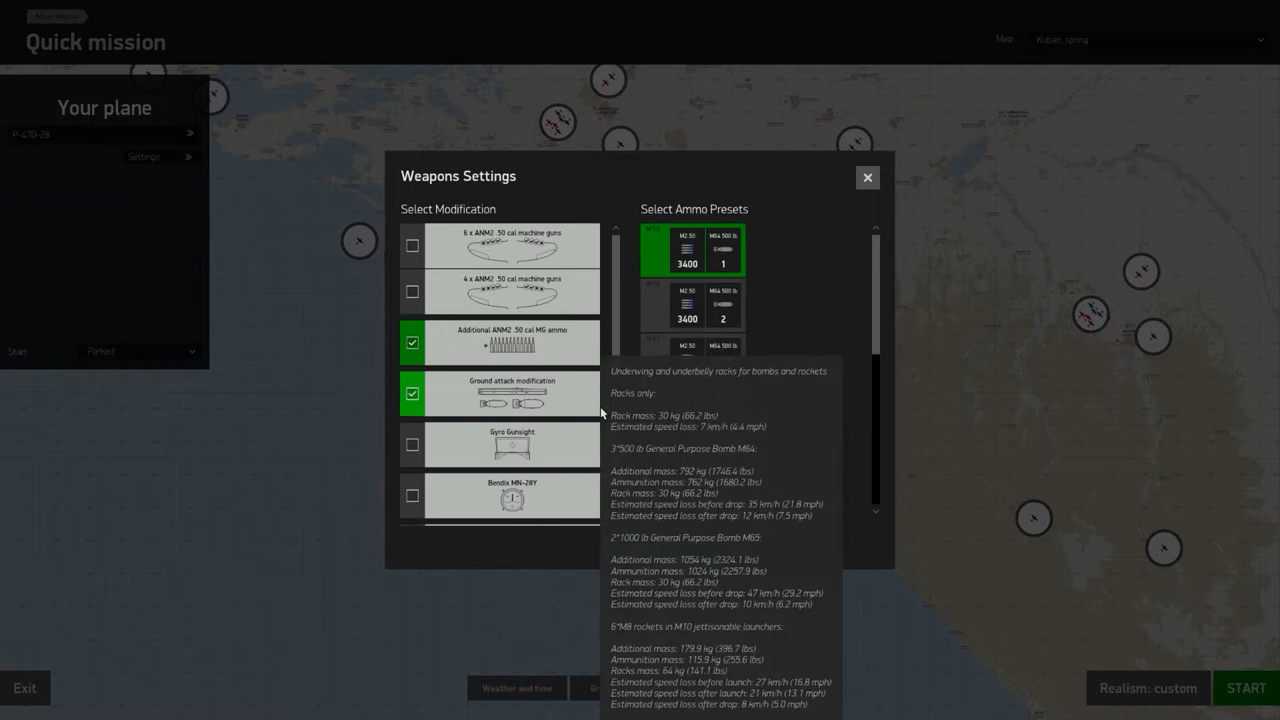 Main Menu
Quick mission
Map
Kuban, spring
Your plane
P-47D-28
Settings
Start
Parked
Weapons Settings
Select Modification
6 x ANM2 .50 cal machine guns
4 x ANM2 .50 cal machine guns
Additional ANM2 .50 cal MG ammo
Ground attack modification
Gyro Gunsight
Bendix MN-28Y
Select Ammo Presets
M2.50
M64 500 lb
3400
1
M2.50
M64 500 lb
3400
2
M2.50
M64 500 lb
Underwing and underbelly racks for bombs and rockets
Racks only:
Rack mass: 30 kg (66.2 lbs)
Estimated speed loss: 7 km/h (4.4 mph)
3*500 lb General Purpose Bomb M64:
Additional mass: 792 kg (1746.4 lbs)
Ammunition mass: 762 kg (1680.2 lbs)
Rack mass: 30 kg (66.2 lbs)
Estimated speed loss before drop: 35 km/h (21.8 mph)
Estimated speed loss after drop: 12 km/h (7.5 mph)
2*1000 lb General Purpose Bomb M65:
Additional mass: 1054 kg (2324.1 lbs)
Ammunition mass: 1024 kg (2257.9 lbs)
Rack mass: 30 kg (66.2 lbs)
Estimated speed loss before drop: 47 km/h (29.2 mph)
Estimated speed loss after drop: 10 km/h (6.2 mph)
6*M8 rockets in M10 jettisonable launchers:
Additional mass: 179.9 kg (396.7 lbs)
Ammunition mass: 115.9 kg (255.6 lbs)
Racks mass: 64 kg (141.1 lbs)
Estimated speed loss before launch: 27 km/h (16.8 mph)
Estimated speed loss after launch: 21 km/h (13.1 mph)
Estimated speed loss after drop: 8 km/h (5.0 mph)
Exit
Weather and time
Realism: custom
START